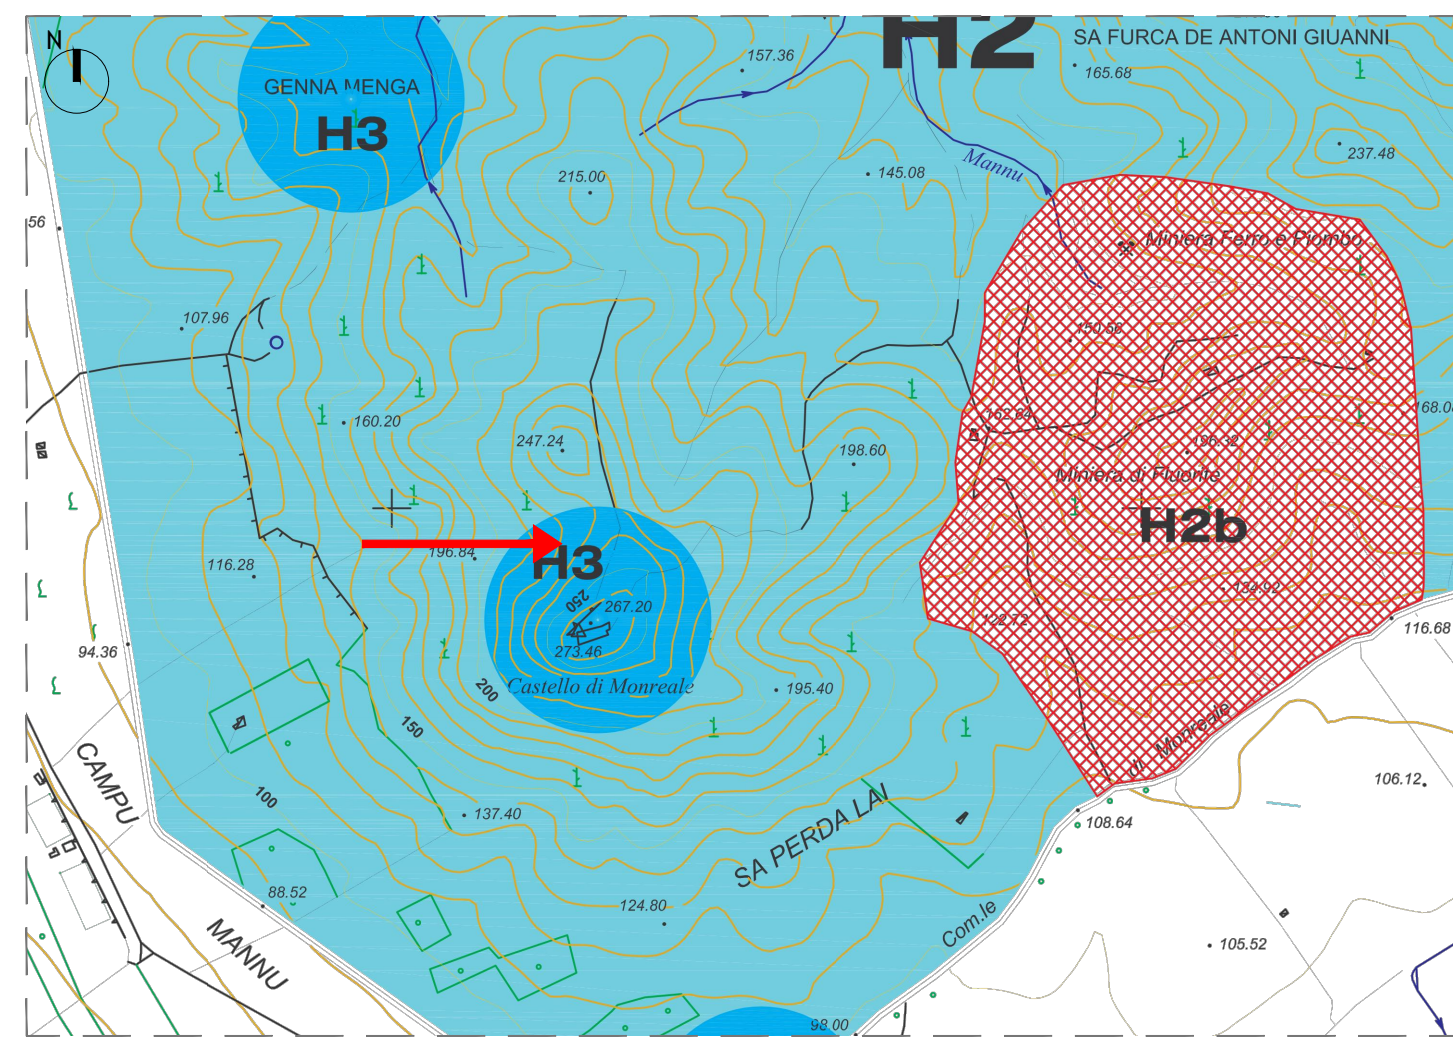 N
H2
SA FURCA DE ANTONI GIUANNI
157.36
165.68
GENNA MENGA
H3
237.48
Mannu
145.08
215.00
56
Miniera Ferro e Piombo
107.96
150.56
152.64
168.0
160.20
247.24
198.60
196.32
Miniera di Fluorite
H2b
196.84
H3
116.28
250
267.20
134.92
122.72
116.68
94.36
273.46
Castello di Monreale
200
195.40
150
di Monreale
CAMPU
100
106.12
137.40
108.64
SA PERDA LAI
88.52
124.80
Com.le
105.52
MANNU
98.00